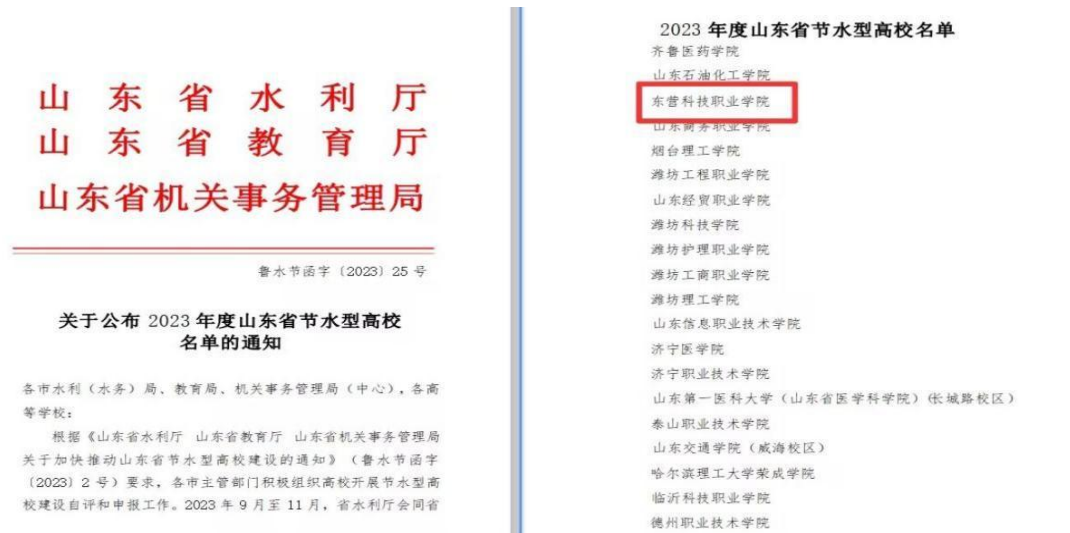 山东省水利厅
山东省教育厅
山东省机关事务管理局
鲁水节函字〔2023〕25号
关于公布 2023 年度山东省节水型高校
名单的通知
各市水利（水务）局、教育局、机关事务管理局（中心），各高
等学校：
根据《山东省水利厅 山东省教育厅 山东省机关事务管理局
关于加快推动山东省节水型高校建设的通知》（鲁水节函字
〔2023〕2 号）要求，各市主管部门积极组织高校开展节水型高
校建设自评和申报工作。2023 年 9 月至 11 月，省水利厅会同省
2023 年度山东省节水型高校名单
齐鲁医药学院
山东石油化工学院
东营科技职业学院
山东商务职业学院
烟台理工学院
潍坊工程职业学院
山东经贸职业学院
潍坊科技学院
潍坊护理职业学院
潍坊工商职业学院
潍坊理工学院
山东信息职业技术学院
济宁医学院
济宁职业技术学院
山东第一医科大学（山东省医学科学院）（长城路校区）
泰山职业技术学院
山东交通学院（威海校区）
哈尔滨理工大学荣成学院
临沂科技职业学院
德州职业技术学院